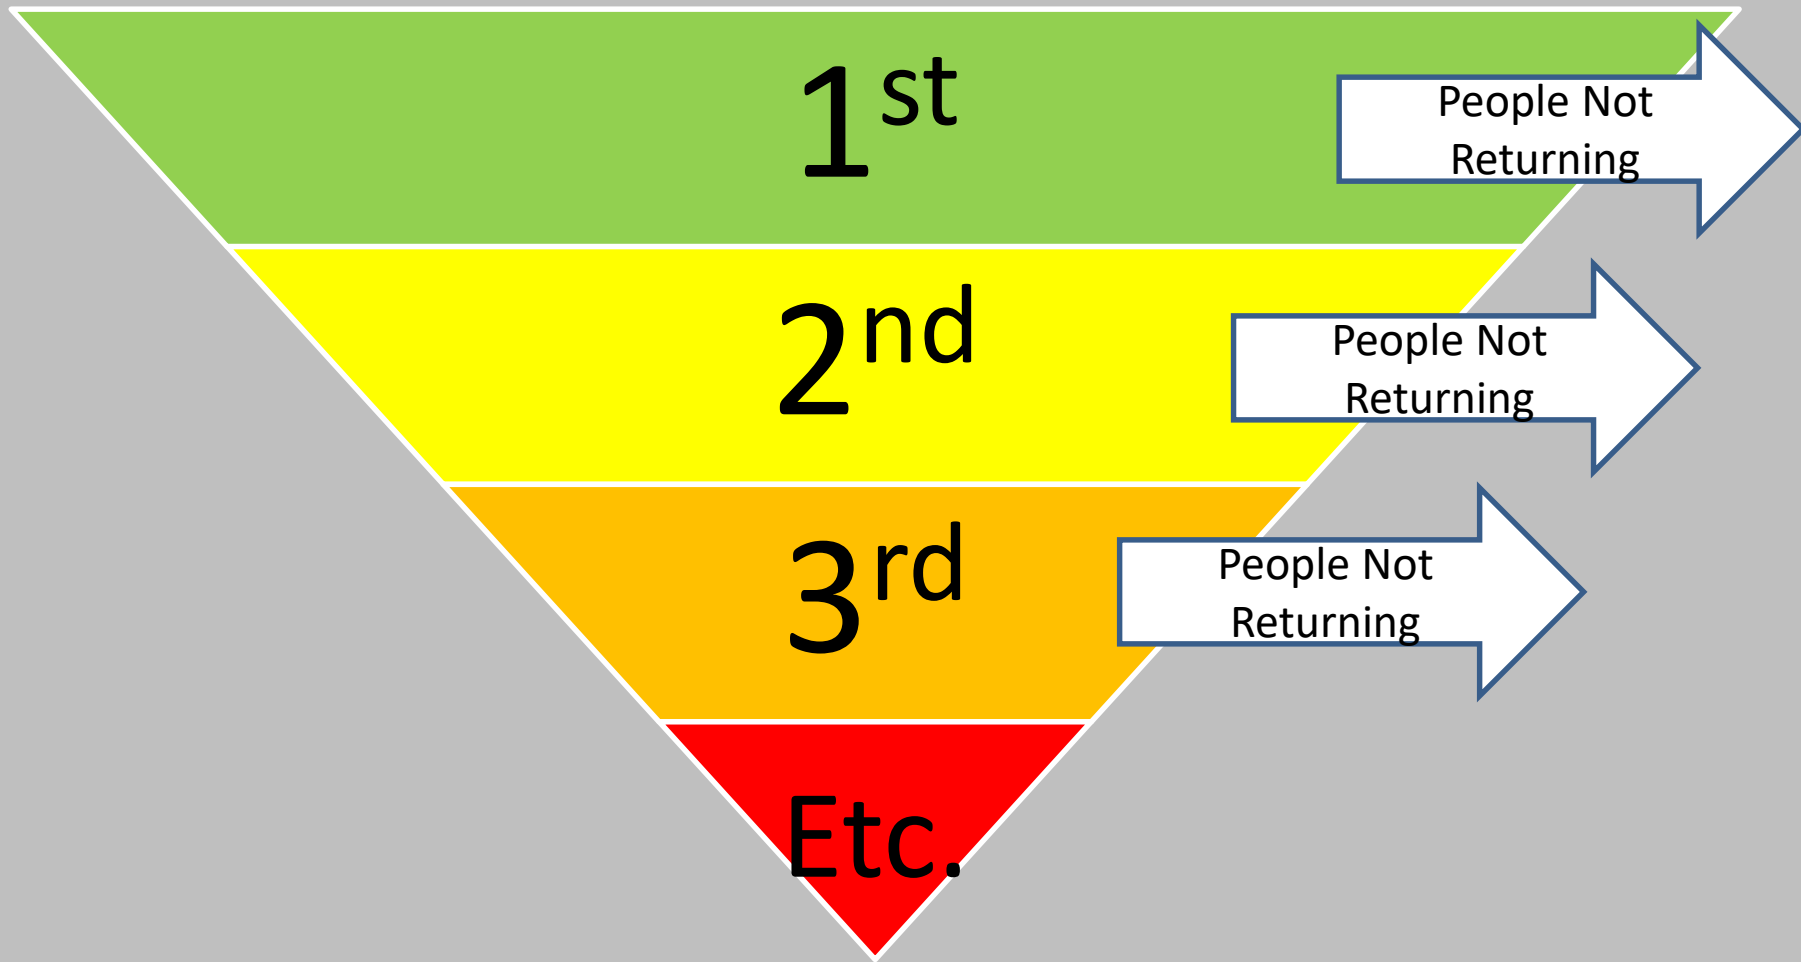 1st
People Not
Returning
2nd
People Not
Returning
3rd
People Not
Returning
Etc.